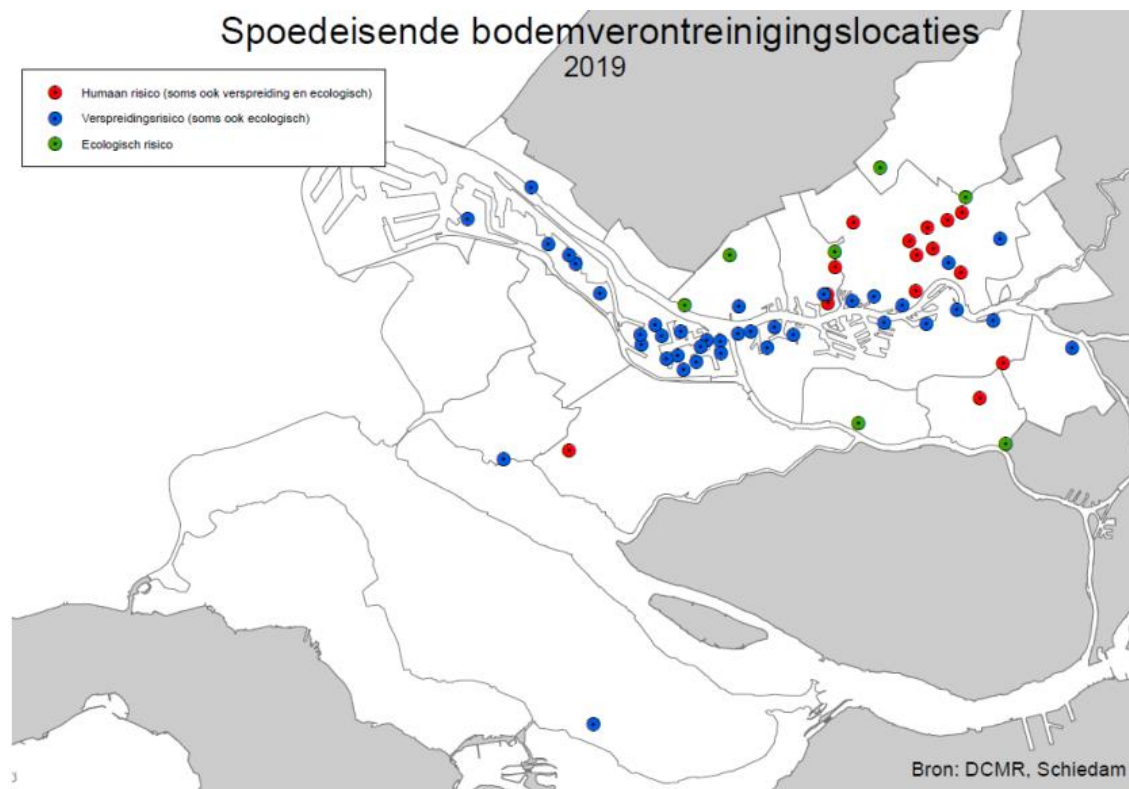 Spoedeisende bodemverontreinigingslocaties
2019
Humaan risico (soms ook verspreiding en ecologisch)
Verspreidingsrisico (soms ook ecologisch)
Ecologisch risico
Bron: DCMR, Schiedam